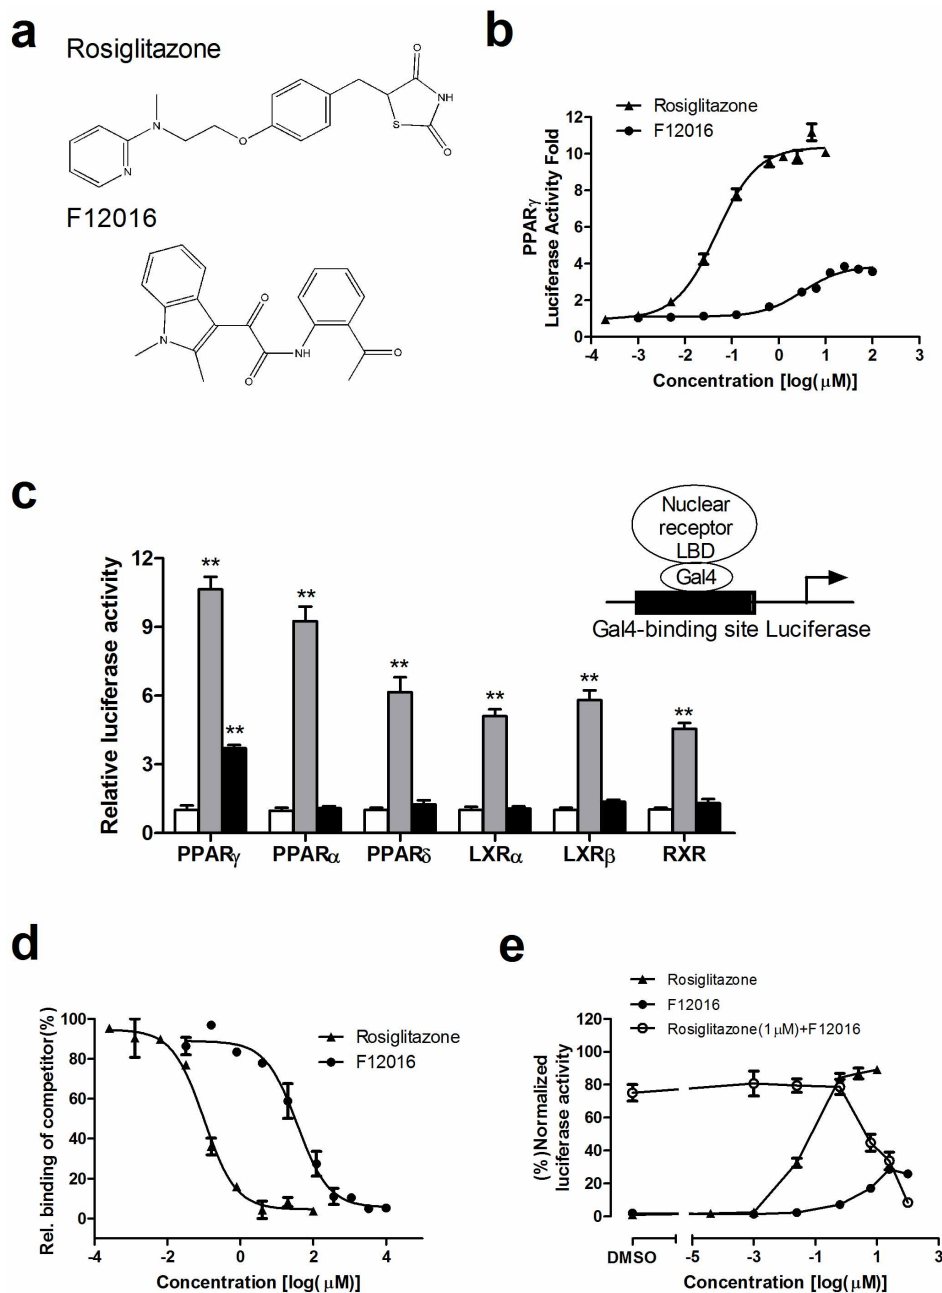 a
Rosiglitazone
O
NH
S
O
N
O
N
F12016
O
N
O
NH
O
b
Rosiglitazone
F12016
PPARγ
Luciferase Activity Fold
12
10
8
6
4
2
0
-4 -3 -2 -1 0 1 2 3
Concentration [log(μM)]
c
Nuclear
receptor
LBD
Gal4
Gal4-binding site Luciferase
Relative luciferase activity
12
9
6
3
0
** ** ** ** ** ** **
PPARγ PPARα PPARδ LXRα LXRβ RXR
d
Rel. binding of competitor(%)
100
80
60
40
20
0
Rosiglitazone
F12016
-4 -2 0 2 4
Concentration [log(μM)]
e
Rosiglitazone
F12016
Rosiglitazone(1μM)+F12016
(%)Normalized
luciferase activity
120
80
60
40
20
0
DMSO -5 -3 -1 1 3
Concentration [log(μM)]